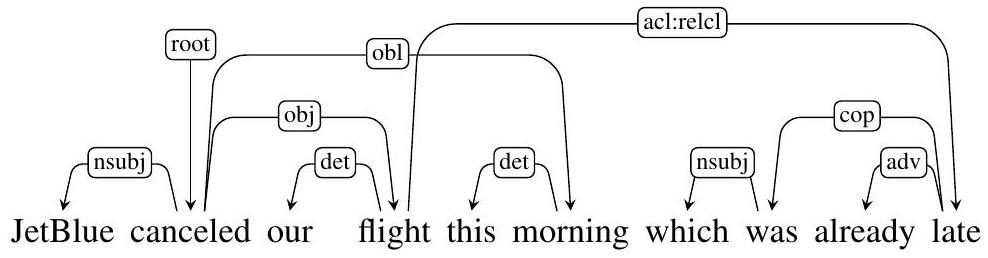 acl:relcl
root
obl
obj
cop
nsubj
det
det
nsubj
adv
JetBlue canceled our flight this morning which was already late